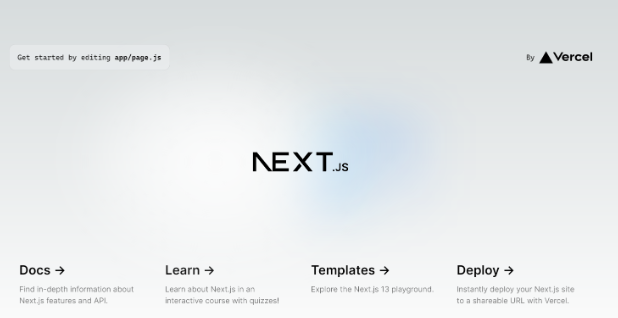 Get started by editing app/page.js
By Vercel
NEXT.JS
Docs →
Find in-depth information about
Next.js features and API.
Learn →
Learn about Next.js in an
interactive course with quizzes!
Templates →
Explore the Next.js 13 playground.
Deploy →
Instantly deploy your Next.js site
to a shareable URL with Vercel.